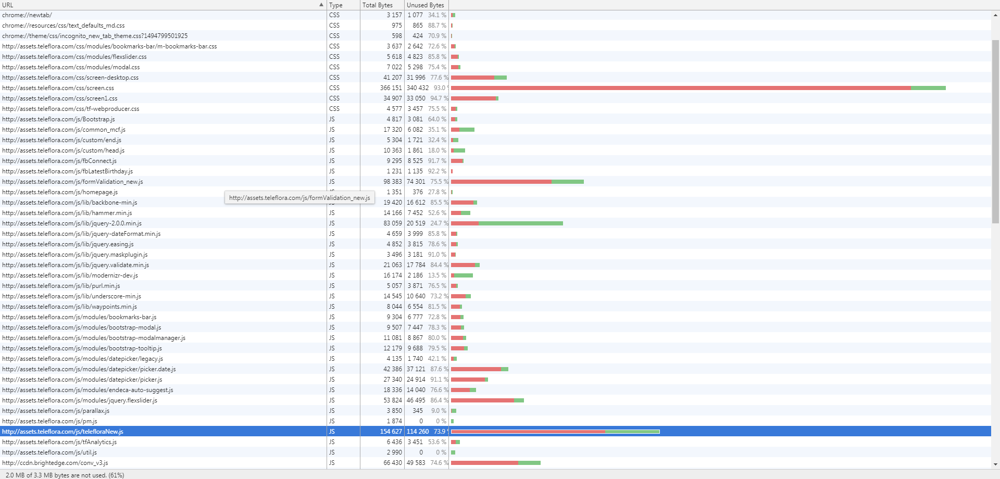 URL ▲ Type Total Bytes Unused Bytes
chrome://newtab/ CSS 3 157 1 077 34.1 %
chrome://resources/css/text_defaults_md.css CSS 975 865 88.7 %
chrome://theme/css/incognito_new_tab_theme.css?1494799501925 CSS 598 424 70.9 %
http://assets.teleflora.com/css/modules/bookmarks-bar/m-bookmarks-bar.css CSS 3 637 2 642 72.6 %
http://assets.teleflora.com/css/modules/flexslider.css CSS 5 618 4 823 85.8 %
http://assets.teleflora.com/css/modules/modal.css CSS 7 022 5 298 75.4 %
http://assets.teleflora.com/css/screen-desktop.css CSS 41 207 31 996 77.6 %
http://assets.teleflora.com/css/screen.css CSS 366 151 340 432 93.0 %
http://assets.teleflora.com/css/screen1.css CSS 34 907 33 050 94.7 %
http://assets.teleflora.com/css/tf-webproducer.css CSS 4 577 3 457 75.5 %
http://assets.teleflora.com/js/Bootstrap.js JS 4 817 3 081 64.0 %
http://assets.teleflora.com/js/common_mcf.js JS 17 320 6 082 35.1 %
http://assets.teleflora.com/js/custom/end.js JS 5 304 1 721 32.4 %
http://assets.teleflora.com/js/custom/head.js JS 10 363 1 861 18.0 %
http://assets.teleflora.com/js/fbConnect.js JS 9 295 8 525 91.7 %
http://assets.teleflora.com/js/fbLatestBirthday.js JS 1 231 1 135 92.2 %
http://assets.teleflora.com/js/formValidation_new.js JS 98 383 74 301 75.5 %
http://assets.teleflora.com/js/homepage.js JS 1 351 376 27.8 %
http://assets.teleflora.com/js/formValidation_new.js
http://assets.teleflora.com/js/lib/backbone-min.js JS 19 420 16 612 85.5 %
http://assets.teleflora.com/js/lib/hammer.min.js JS 14 166 7 452 52.6 %
http://assets.teleflora.com/js/lib/jquery-2.0.0.min.js JS 83 059 20 519 24.7 %
http://assets.teleflora.com/js/lib/jquery-dateFormat.min.js JS 4 659 3 999 85.8 %
http://assets.teleflora.com/js/lib/jquery.easing.js JS 4 852 3 815 78.6 %
http://assets.teleflora.com/js/lib/jquery.maskplugin.js JS 3 496 3 181 91.0 %
http://assets.teleflora.com/js/lib/jquery.validate.min.js JS 21 063 17 784 84.4 %
http://assets.teleflora.com/js/lib/modernizr-dev.js JS 16 174 2 186 13.5 %
http://assets.teleflora.com/js/lib/purl.min.js JS 5 057 3 871 76.5 %
http://assets.teleflora.com/js/lib/underscore-min.js JS 14 545 10 640 73.2 %
http://assets.teleflora.com/js/lib/waypoints.min.js JS 8 044 6 554 81.5 %
http://assets.teleflora.com/js/modules/bookmarks-bar.js JS 9 304 6 777 72.8 %
http://assets.teleflora.com/js/modules/bootstrap-modal.js JS 9 507 7 447 78.3 %
http://assets.teleflora.com/js/modules/bootstrap-modalmanager.js JS 11 081 8 867 80.0 %
http://assets.teleflora.com/js/modules/bootstrap-tooltip.js JS 12 179 9 688 79.5 %
http://assets.teleflora.com/js/modules/datepicker/legacy.js JS 4 135 1 740 42.1 %
http://assets.teleflora.com/js/modules/datepicker/picker.date.js JS 42 386 37 121 87.6 %
http://assets.teleflora.com/js/modules/datepicker/picker.js JS 27 340 24 914 91.1 %
http://assets.teleflora.com/js/modules/endeca-auto-suggest.js JS 18 336 14 040 76.6 %
http://assets.teleflora.com/js/modules/jquery.flexslider.js JS 53 824 46 495 86.4 %
http://assets.teleflora.com/js/parallax.js JS 3 850 345 9.0 %
http://assets.teleflora.com/js/pm.js JS 1 874 0 0 %
http://assets.teleflora.com/js/telefloraNew.js JS 154 627 114 260 73.9 %
http://assets.teleflora.com/js/tfAnalytics.js JS 6 436 3 451 53.6 %
http://assets.teleflora.com/js/util.js JS 2 990 0 0 %
http://ccdn.brightedge.com/conv_v3.js JS 66 430 49 583 74.6 %
2.0 MB of 3.3 MB bytes are not used. (61%)